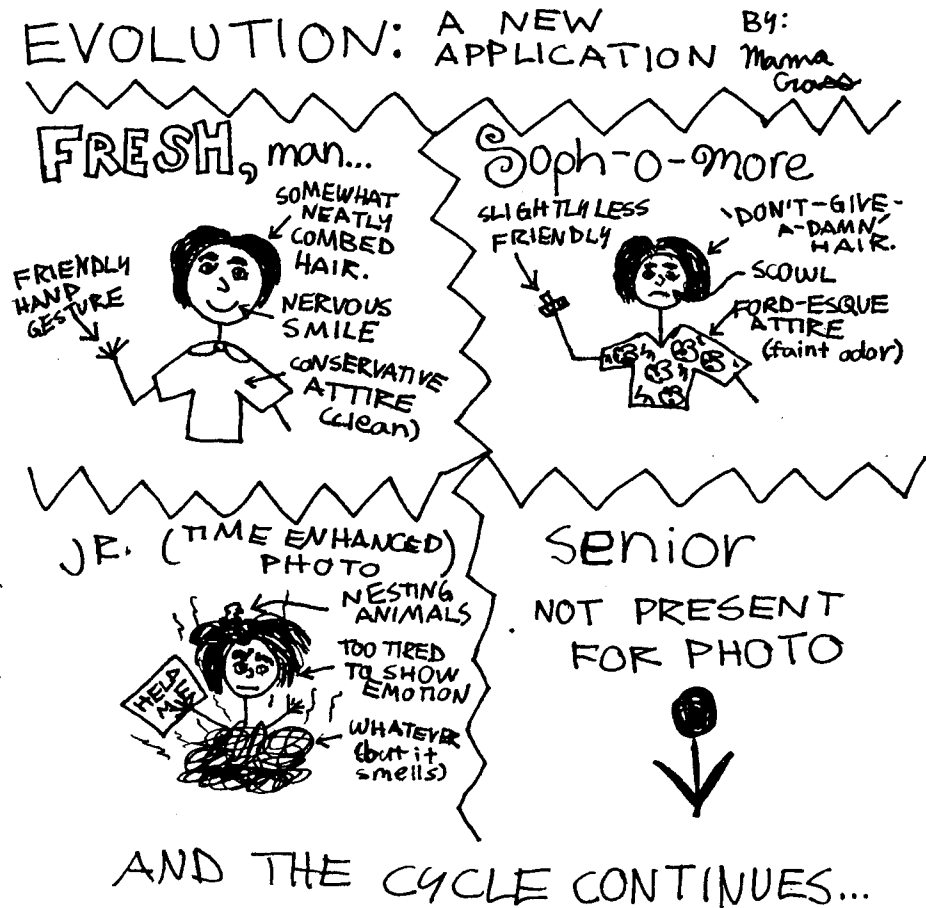 EVOLUTION: A NEW
APPLICATION
BY:
Mama
FRESH, man...
SOMEWHAT
NEATLY
COMBED
HAIR.
FRIENDLY
HAND
GESTURE
NERVOUS
SMILE
CONSERVATIVE
ATTIRE
(clean)
Soph-o-more
SLIGHTLY LESS
FRIENDLY
'DON'T-GIVE-
A-DAMN'
HAIR.
SCOWL
FORD-ESQUE
ATTIRE
(faint odor)
JR. (TIME ENHANCED)
PHOTO
NESTING
ANIMALS
TOO TIRED
TO SHOW
EMOTION
HELP
ME
WHATEVER
(but it
smells)
Senior
NOT PRESENT
FOR PHOTO
AND THE CYCLE CONTINUES...